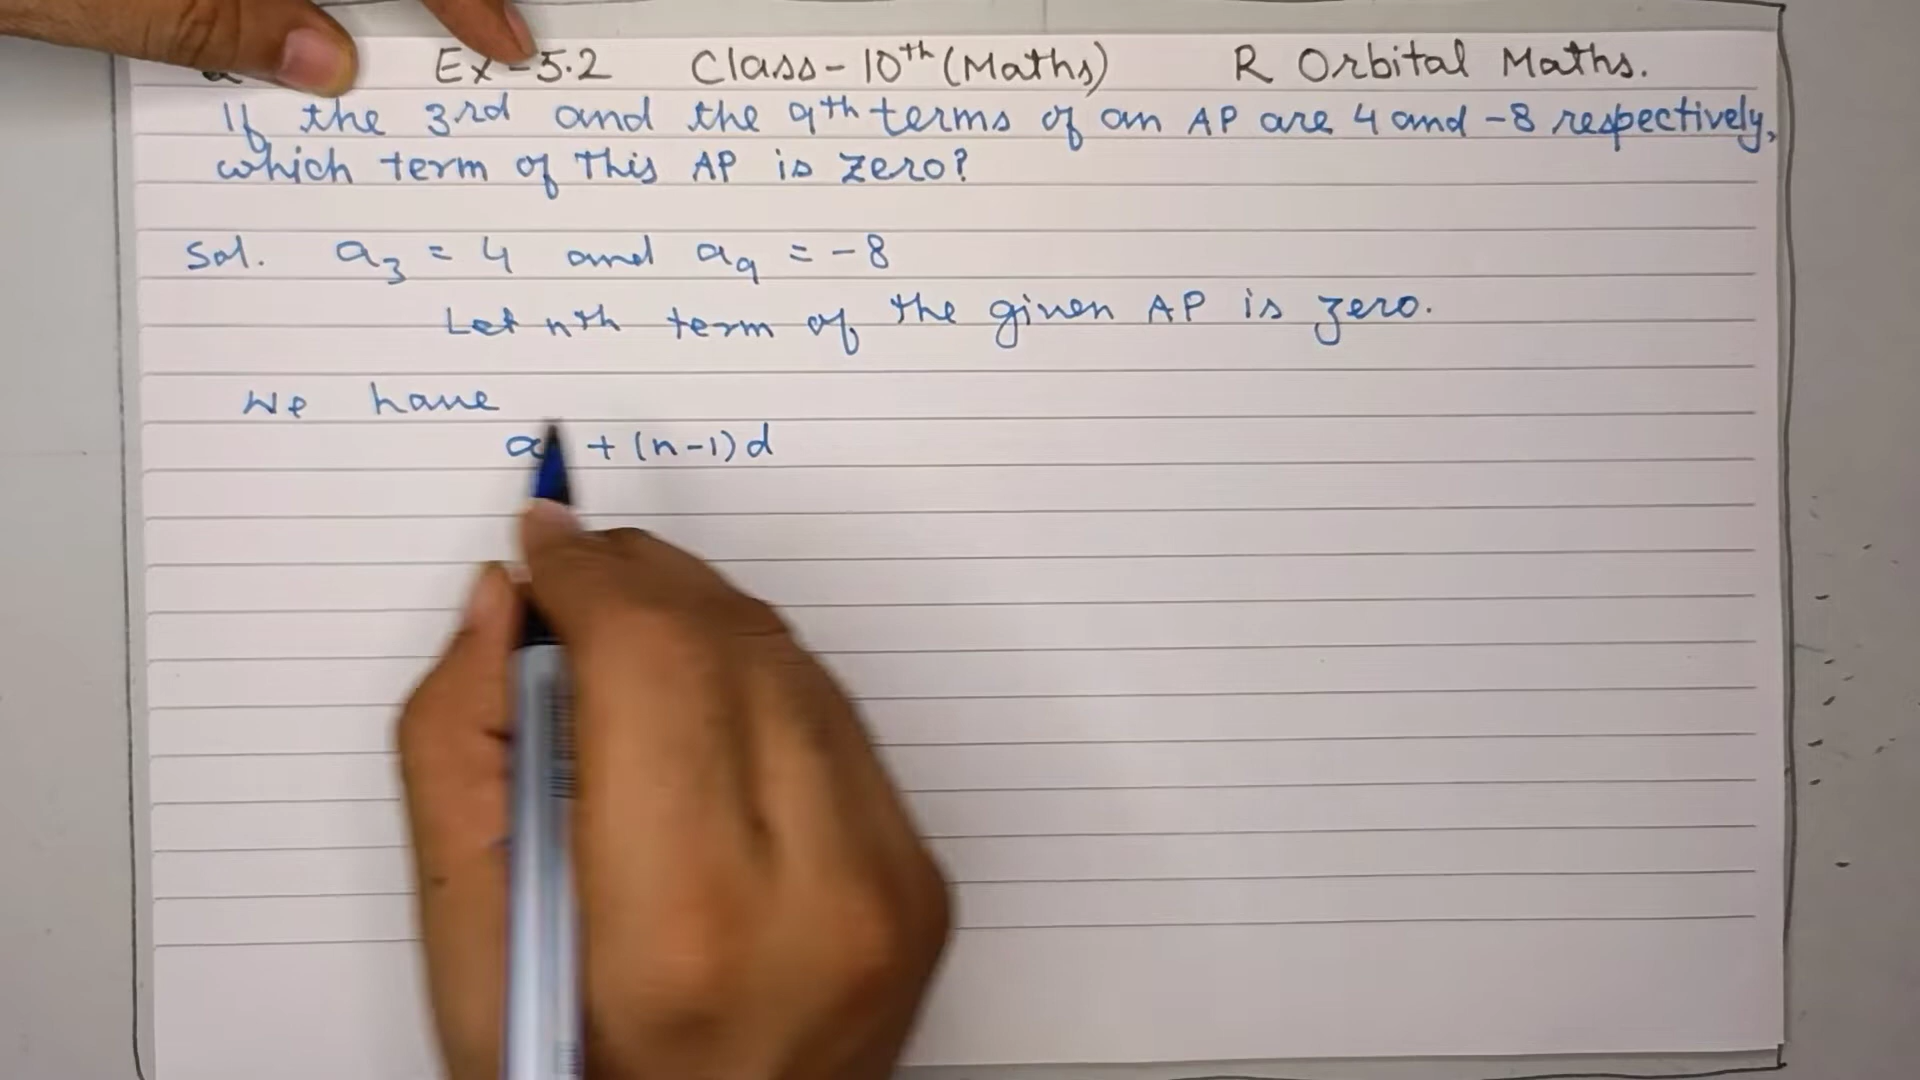 Ex-5.2 Class-10th (Maths) R Orbital Maths.
If the 3rd and the 9th terms of an AP are 4 and -8 respectively,
which term of this AP is zero?
Sol. a₃ = 4 and a₉ = -8
Let nth term of the given AP is zero.
We have
a + (n-1)d